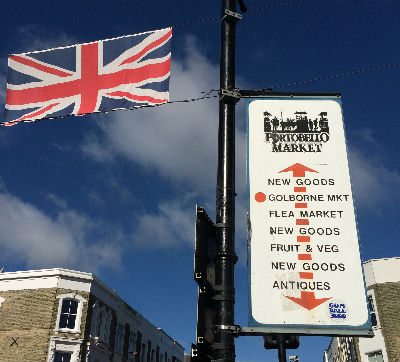 PORTOBELLO
MARKET
NEW GOODS
GOLBORNE MKT
FLEA MARKET
NEW GOODS
FRUIT & VEG
NEW GOODS
ANTIQUES